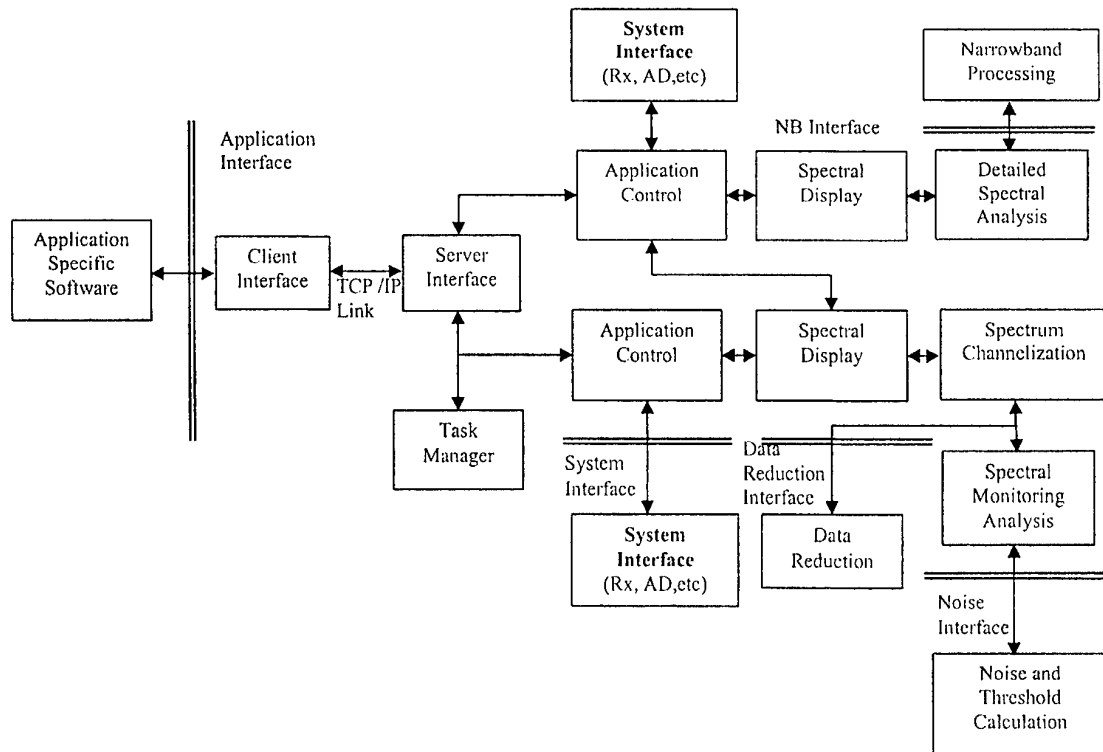 System
Interface
(Rx, AD,etc)
Narrowband
Processing
Application
Interface
NB Interface
Application
Control
Spectral
Display
Detailed
Spectral
Analysis
Application
Specific
Software
Client
Interface
TCP /IP
Link
Server
Interface
Application
Control
Spectral
Display
Spectrum
Channelization
Task
Manager
System
Interface
Data
Reduction
Interface
Spectral
Monitoring
Analysis
System
Interface
(Rx, AD,etc)
Data
Reduction
Noise
Interface
Noise and
Threshold
Calculation